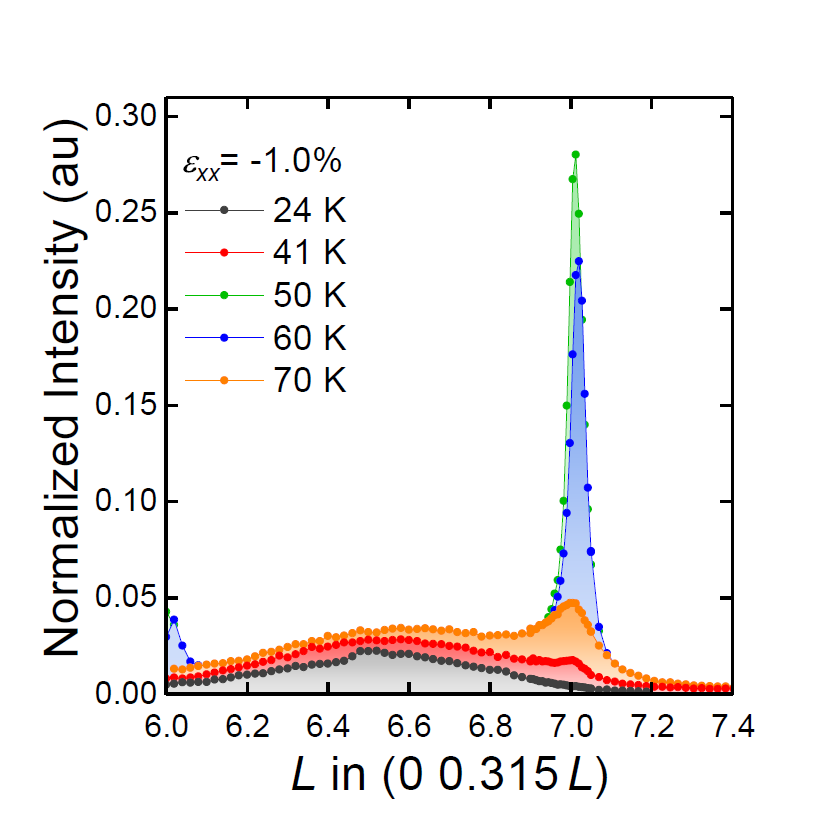 Normalized Intensity (au)
0.30
0.25
0.20
0.15
0.10
0.05
0.00
εxx= -1.0%
24 K
41 K
50 K
60 K
70 K
6.0 6.2 6.4 6.6 6.8 7.0 7.2 7.4
L in (0 0.315 L)